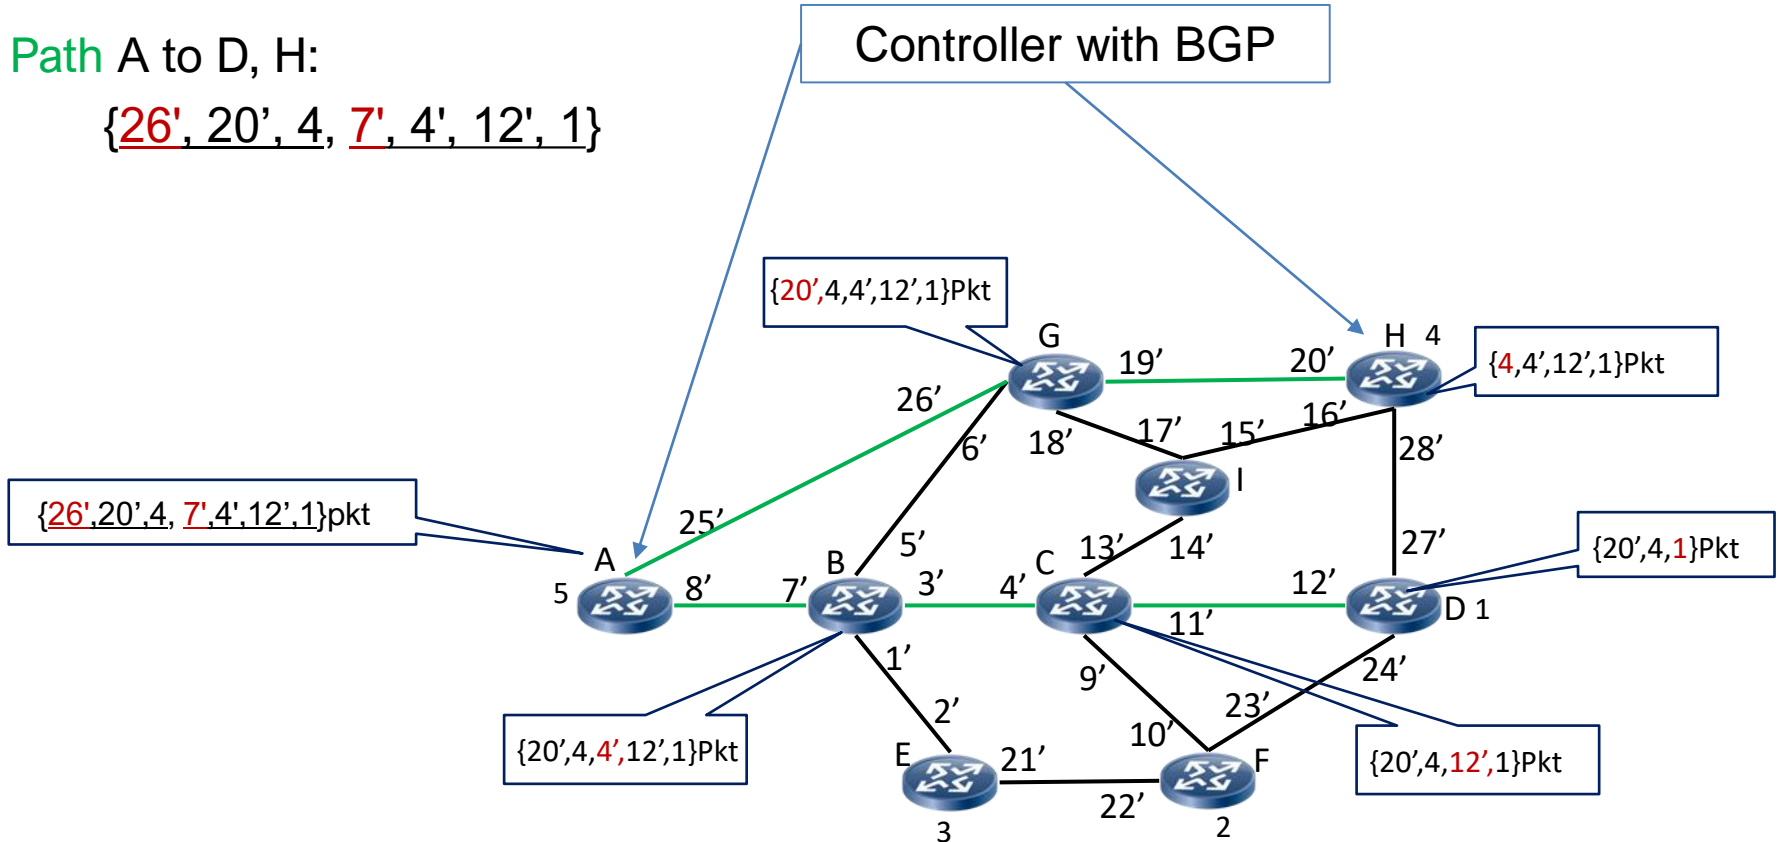 Controller with BGP
Path A to D, H:
{26', 20’, 4, 7', 4', 12', 1}
{20’,4,4’,12’,1}Pkt
G
H 4
19’
20’
{4,4’,12’,1}Pkt
26’
6’
18’
17’
15’
16’
28’
I
{26',20’,4, 7',4',12’,1}pkt
25’
5’
13’
14’
27’
{20’,4,1}Pkt
A
B
C
5
8’
7’
3’
4’
12’
D 1
11’
1’
9’
24’
2’
23’
10’
{20’,4,4’,12’,1}Pkt
E
21’
F
{20’,4,12’,1}Pkt
22’
3
2